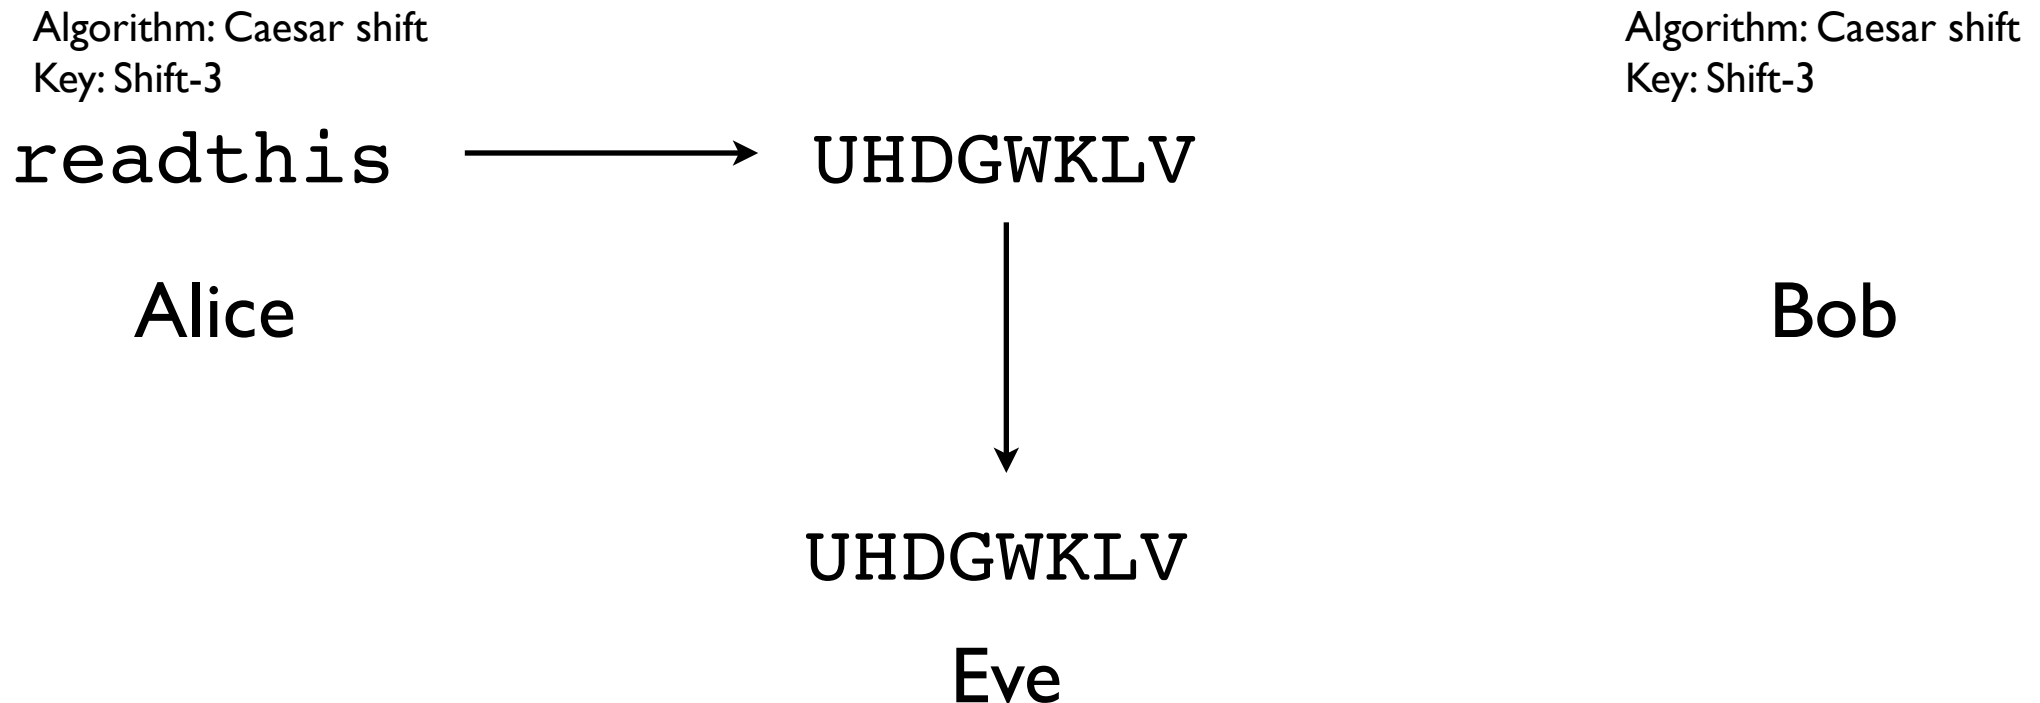 Algorithm: Caesar shift
Key: Shift-3
Algorithm: Caesar shift
Key: Shift-3
readthis
UHDGWKLV
Alice
Bob
UHDGWKLV
Eve